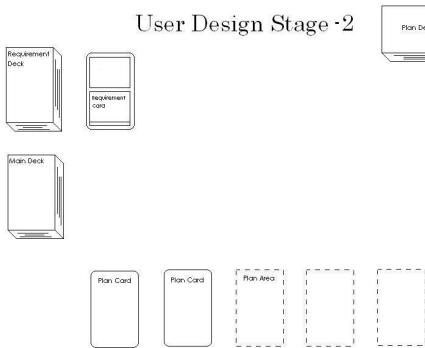 User Design Stage -2
Plan De
Requirement
Deck
Requirement
card
Main Deck
Plan Card
Plan Card
Plan Area